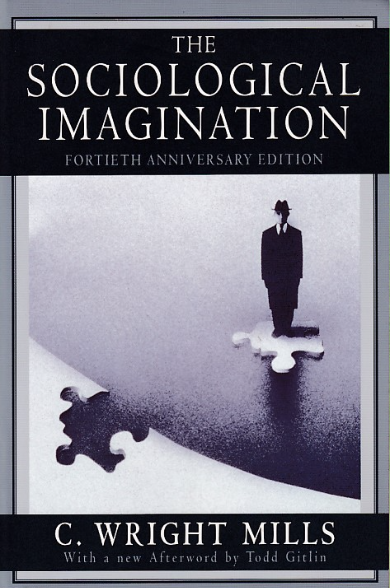 THE
SOCIOLOGICAL
IMAGINATION
FORTIETH ANNIVERSARY EDITION
C. WRIGHT MILLS
With a new Afterword by Todd Gitlin